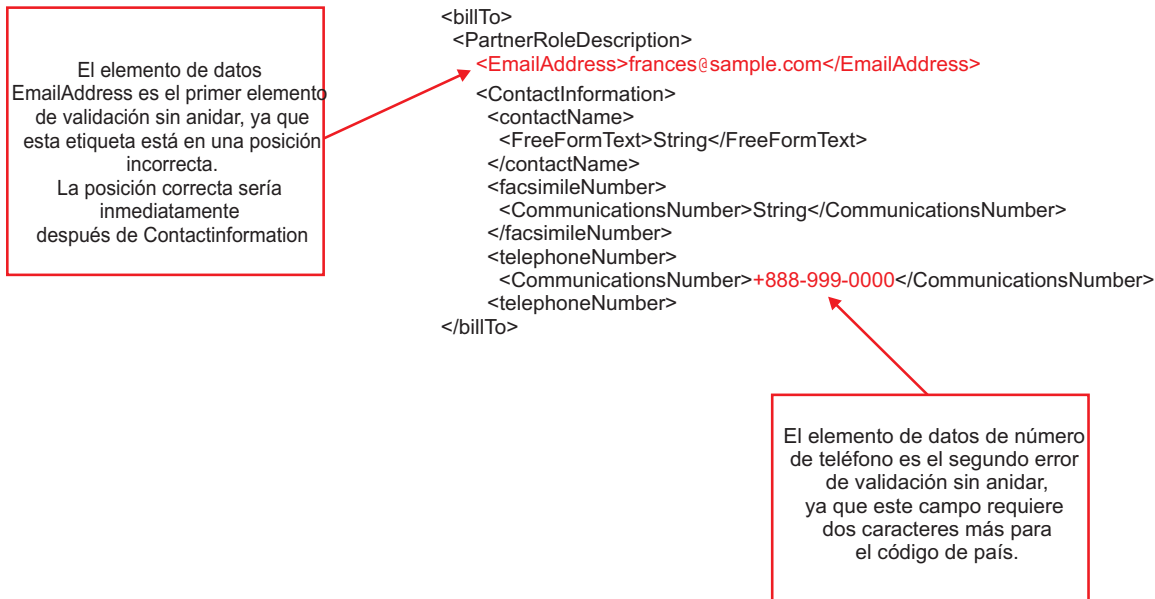 El elemento de datos
EmailAddress es el primer elemento
de validación sin anidar, ya que
esta etiqueta está en una posición
incorrecta.
La posición correcta sería
inmediatamente
después de Contactinformation
<billTo>
<PartnerRoleDescription>
<EmailAddress>frances@sample.com</EmailAddress>
<ContactInformation>
<contactName>
<FreeFormText>String</FreeFormText>
</contactName>
<facsimileNumber>
<CommunicationsNumber>String</CommunicationsNumber>
</facsimileNumber>
<telephoneNumber>
<CommunicationsNumber>+888-999-0000</CommunicationsNumber>
<telephoneNumber>
</billTo>
El elemento de datos de número
de teléfono es el segundo error
de validación sin anidar,
ya que este campo requiere
dos caracteres más para
el código de país.